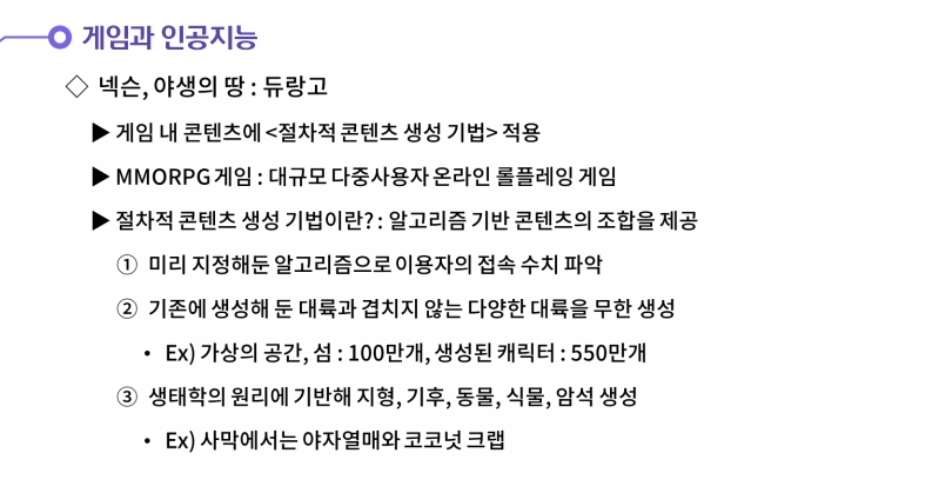 게임과 인공지능
◇ 넥슨, 야생의 땅 : 듀랑고
▶ 게임 내 콘텐츠에 <절차적 콘텐츠 생성 기법> 적용
▶ MMORPG 게임 : 대규모 다중사용자 온라인 롤플레잉 게임
▶ 절차적 콘텐츠 생성 기법이란? : 알고리즘 기반 콘텐츠의 조합을 제공
① 미리 지정해둔 알고리즘으로 이용자의 접속 수치 파악
② 기존에 생성해 둔 대륙과 겹치지 않는 다양한 대륙을 무한 생성
• Ex) 가상의 공간, 섬 : 100만개, 생성된 캐릭터 : 550만개
③ 생태학의 원리에 기반해 지형, 기후, 동물, 식물, 암석 생성
• Ex) 사막에서는 야자열매와 코코넛 크랩